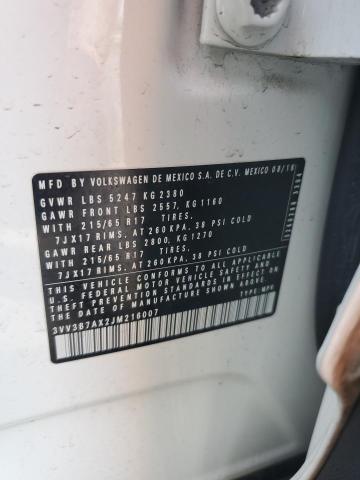 MFD BY VOLKSWAGEN DE MEXICO S.A. DE C.V. MEXICO 08/18
GVWR LBS 5247 KG 2380
GAWR FRONT LBS 2557, KG 1160
WITH 215/65 R17 TIRES.
7JX17 RIMS, AT 260 KPA, 38 PSI COLD
GAWR REAR LBS 2800, KG 1270
WITH 215/65 R17 TIRES,
7JX17 RIMS, AT 260 KPA, 38 PSI COLD
THIS VEHICLE CONFORMS TO ALL APPLICABLE
U.S. FEDERAL MOTOR VEHICLE SAFETY AND
THEFT PREVENTION STANDARDS IN EFFECT ON
THE DATE OF MANUFACTURE SHOWN ABOVE
3VV3B7AX2JM216007
TYPE: MPV